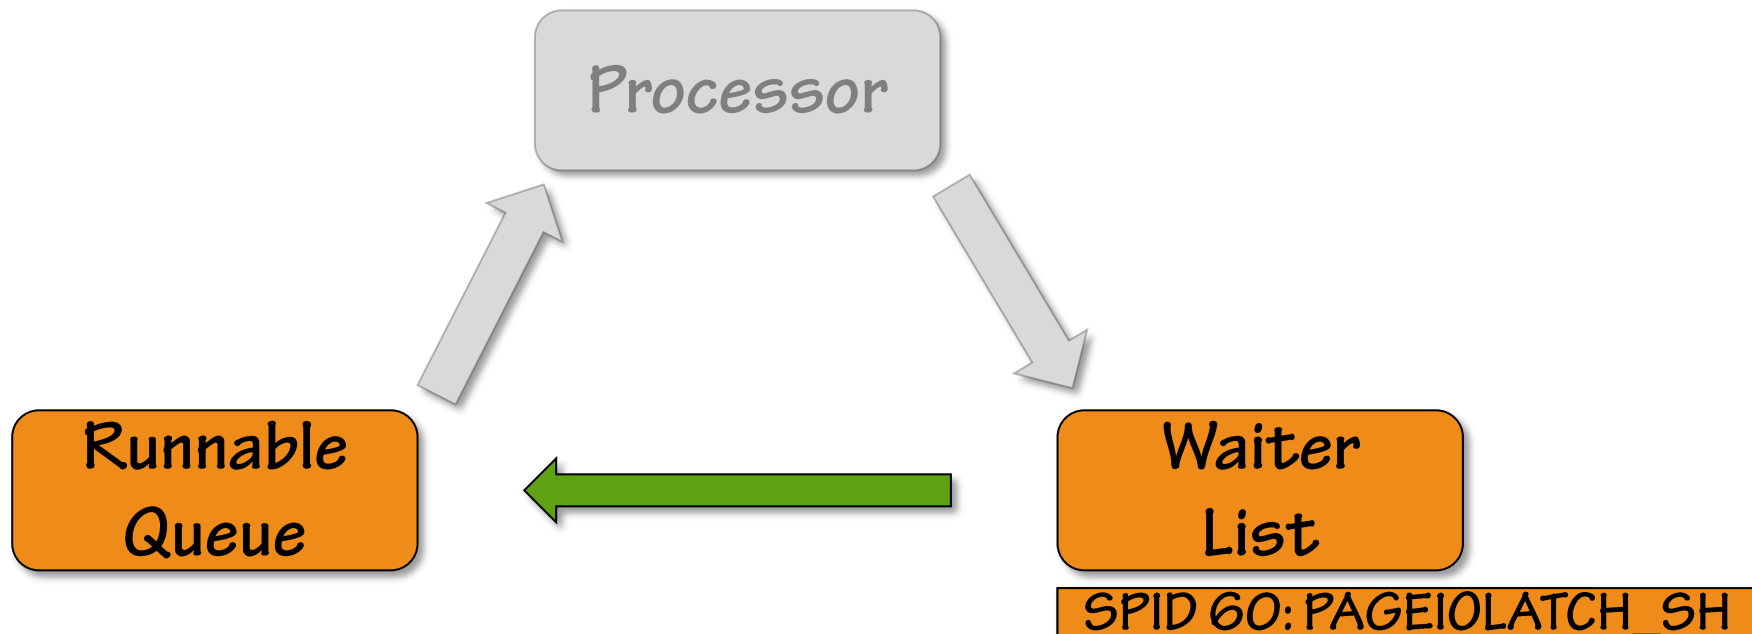 Processor
Runnable
Queue
Waiter
List
SPID 60: PAGEIOLATCH_SH